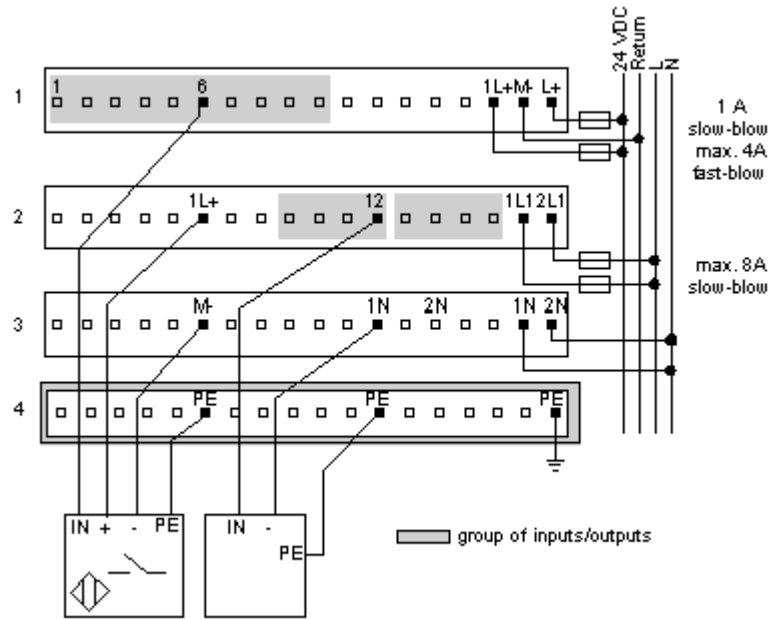 24 VDC
Return
L
N
1
1
6
1L+
M-
L+
1 A
slow-blow
max. 4A
fast-blow
2
1L+
12
1L1
2L1
max. 8A
slow-blow
3
M-
1N
2N
1N
2N
4
PE
PE
PE
IN + - PE
IN -
PE
group of inputs/outputs